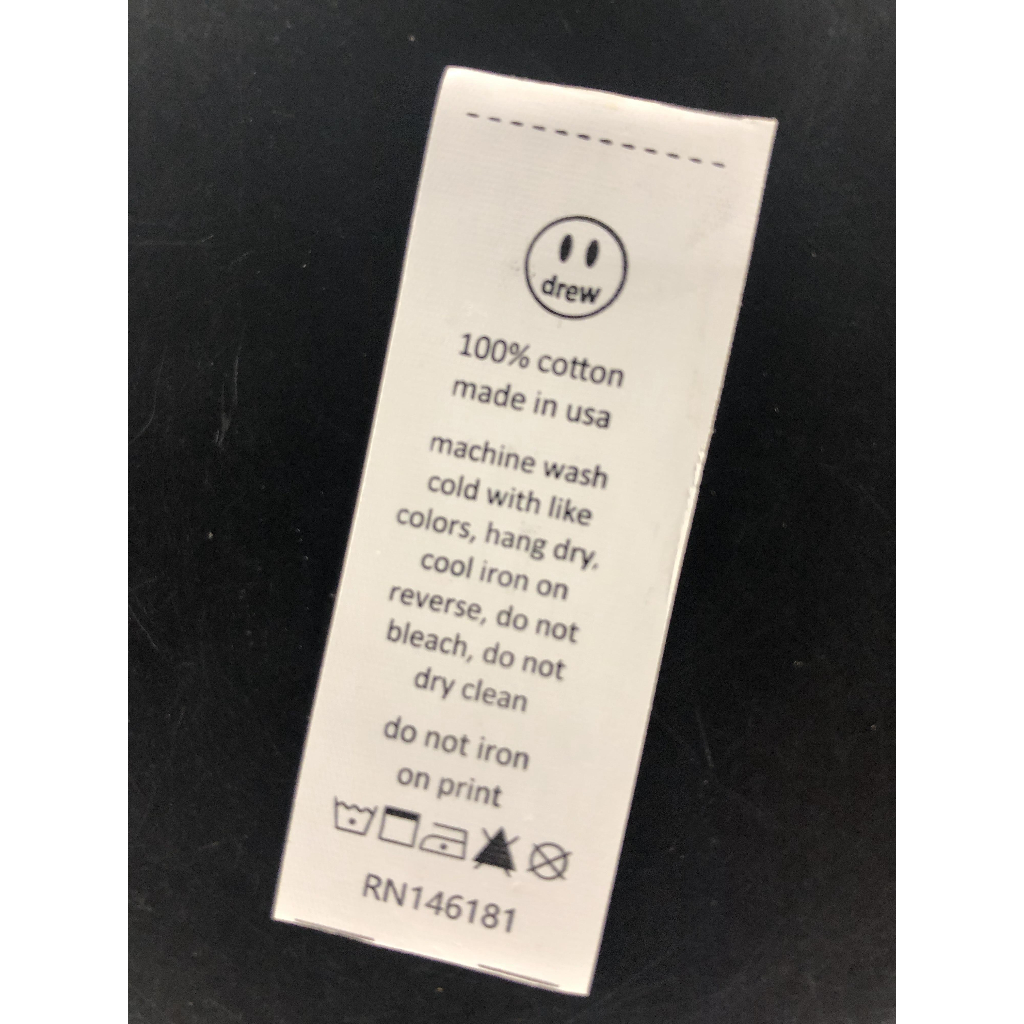 drew
100% cotton
made in usa
machine wash
cold with like
colors, hang dry,
cool iron on
reverse, do not
bleach, do not
dry clean
do not iron
on print
RN146181